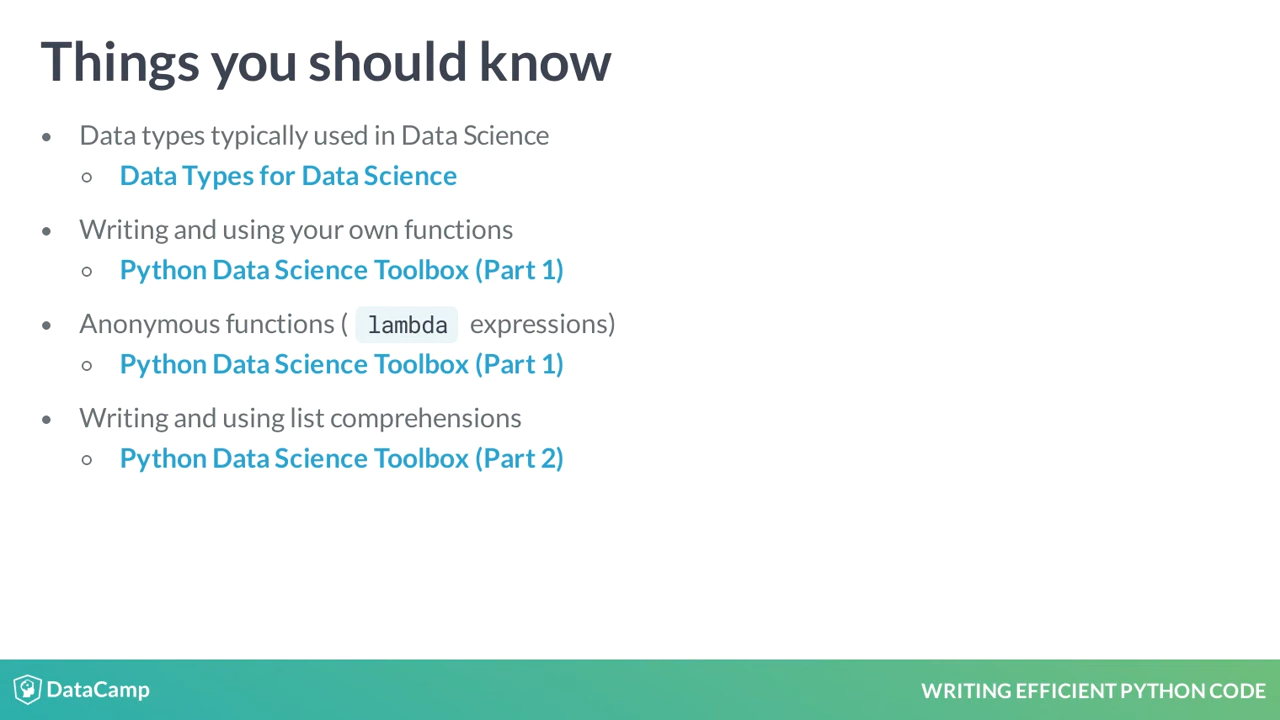 Things you should know
• Data types typically used in Data Science
○ Data Types for Data Science
• Writing and using your own functions
○ Python Data Science Toolbox (Part 1)
• Anonymous functions ( lambda expressions)
○ Python Data Science Toolbox (Part 1)
• Writing and using list comprehensions
○ Python Data Science Toolbox (Part 2)
DataCamp
WRITING EFFICIENT PYTHON CODE